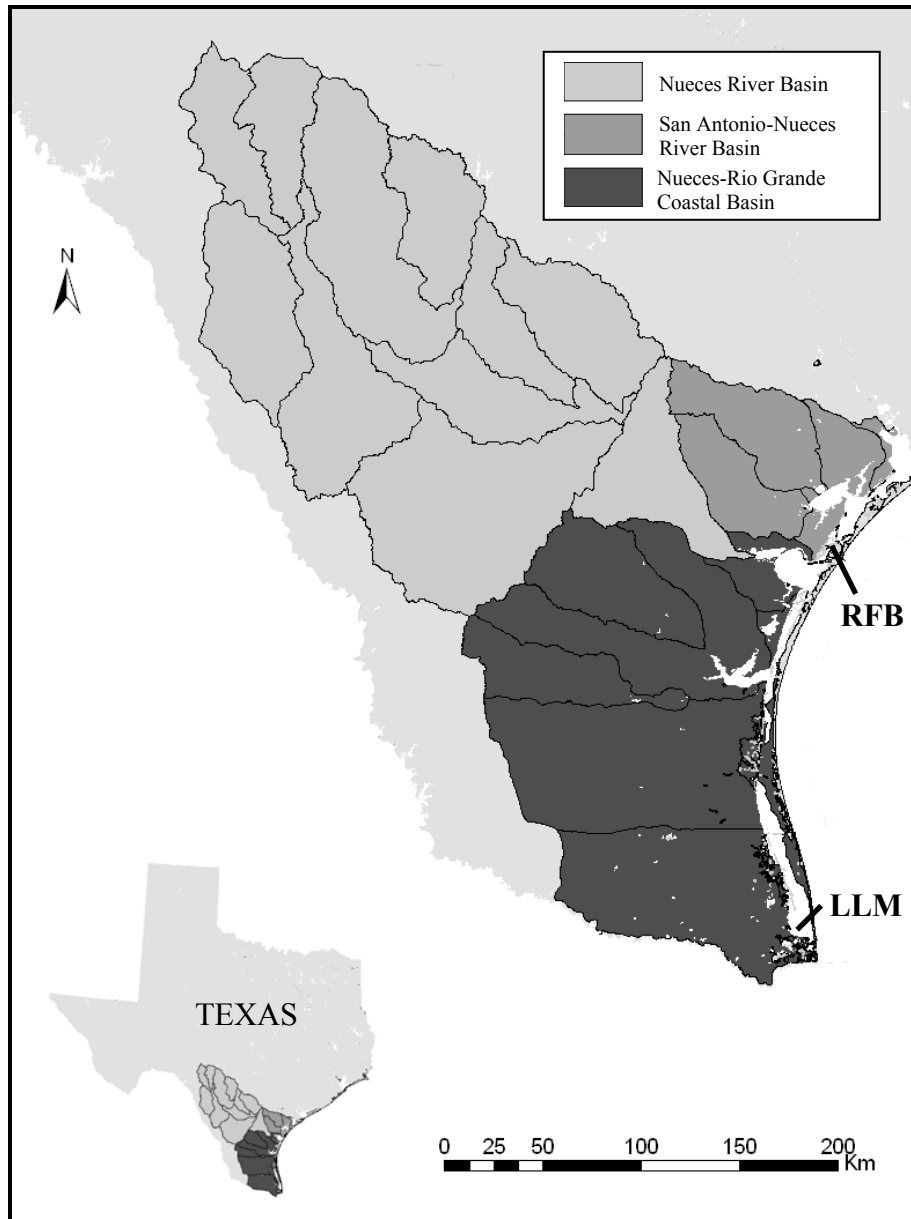 Nueces River Basin
San Antonio-Nueces
River Basin
Nueces-Rio Grande
Coastal Basin
N
RFB
LLM
TEXAS
0 25 50 100 150 200
Km